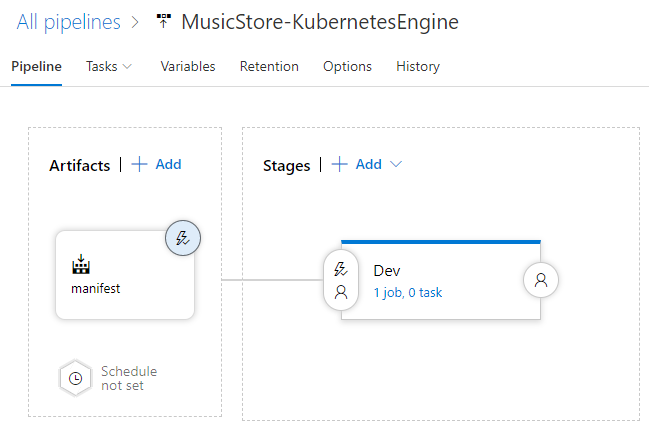 All pipelines > MusicStore-KubernetesEngine
Pipeline Tasks Variables Retention Options History
Artifacts | + Add
Stages | + Add
manifest
Dev
1 job, 0 task
Schedule
not set